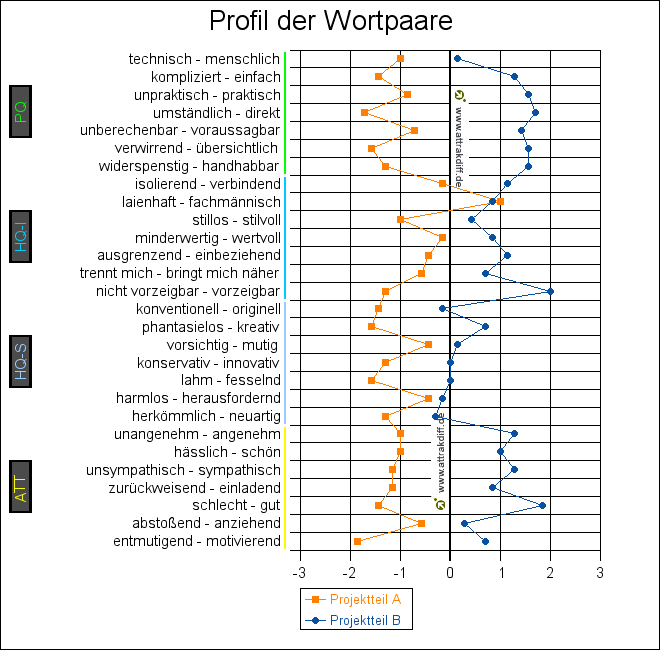 Profil der Wortpaare
technisch - menschlich
kompliziert - einfach
unpraktisch - praktisch
umständlich - direkt
unberechenbar - voraussagbar
verwirrend - übersichtlich
widerspenstig - handhabbar
isolierend - verbindend
laienhaft - fachmännisch
stillos - stilvoll
minderwertig - wertvoll
ausgrenzend - einbeziehend
trennt mich - bringt mich näher
nicht vorzeigbar - vorzeigbar
konventionell - originell
phantasielos - kreativ
vorsichtig - mutig
konservativ - innovativ
lahm - fesselnd
harmlos - herausfordernd
herkömmlich - neuartig
unangenehm - angenehm
hässlich - schön
unsympathisch - sympathisch
zurückweisend - einladend
schlecht - gut
abstoßend - anziehend
entmutigend - motivierend
PQ
HQ-I
HQ-S
ATT
www.attrakdiff.de
www.attrakdiff.de
-3 -2 -1 0 1 2 3
Projektteil A
Projektteil B